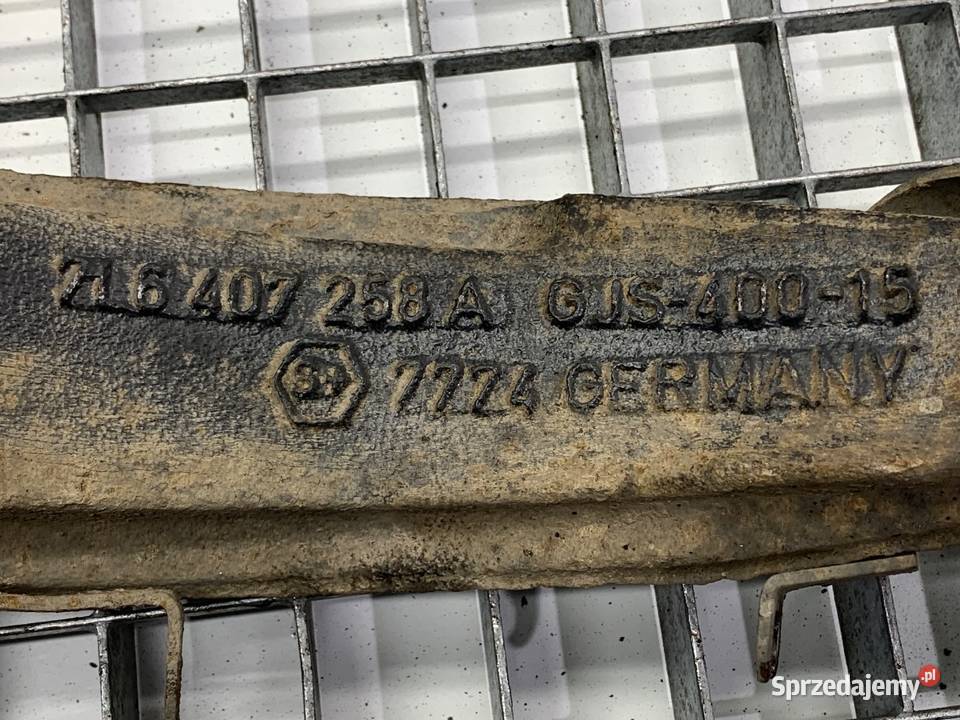 7L6 407 258 A GJS-400-15
7724 GERMANY
Sprzedajemy.pl